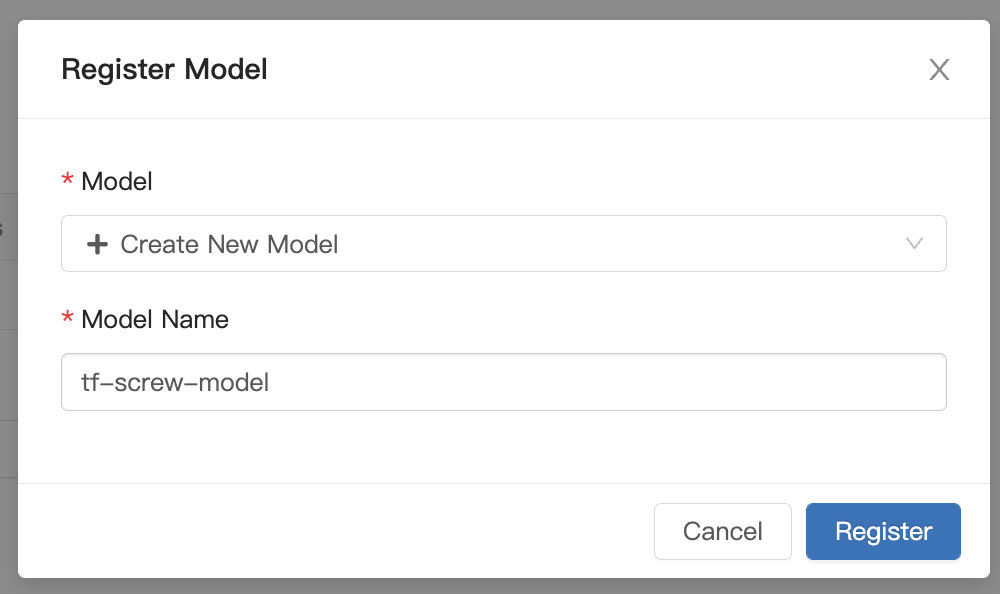 Register Model
* Model
Create New Model
* Model Name
tf-screw-model
Cancel
Register